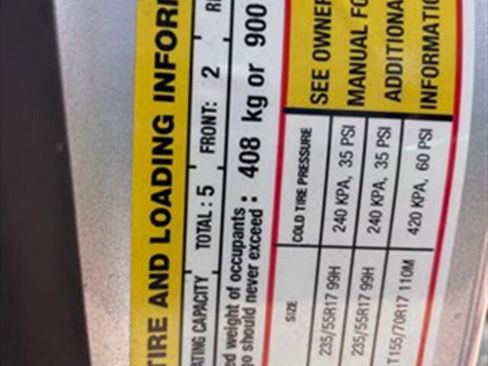 TIRE AND LOADING INFOR
ATING CAPACITY TOTAL : 5 FRONT: 2
ed weight of occupants
go should never exceed : 408 kg or 900
SIZE COLD TIRE PRESSURE SEE OWNER
235/55R17 99H 240 KPA, 35 PSI MANUAL FO
235/55R17 99H 240 KPA, 35 PSI ADDITIONA
T155/70R17 110M 420 KPA, 60 PSI INFORMATIO